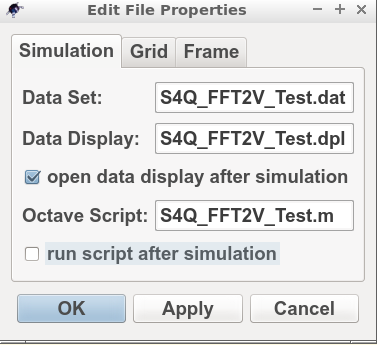 Edit File Properties
Simulation Grid Frame
Data Set: S4Q_FFT2V_Test.dat
Data Display: S4Q_FFT2V_Test.dpl
open data display after simulation
Octave Script: S4Q_FFT2V_Test.m
run script after simulation
OK Apply Cancel